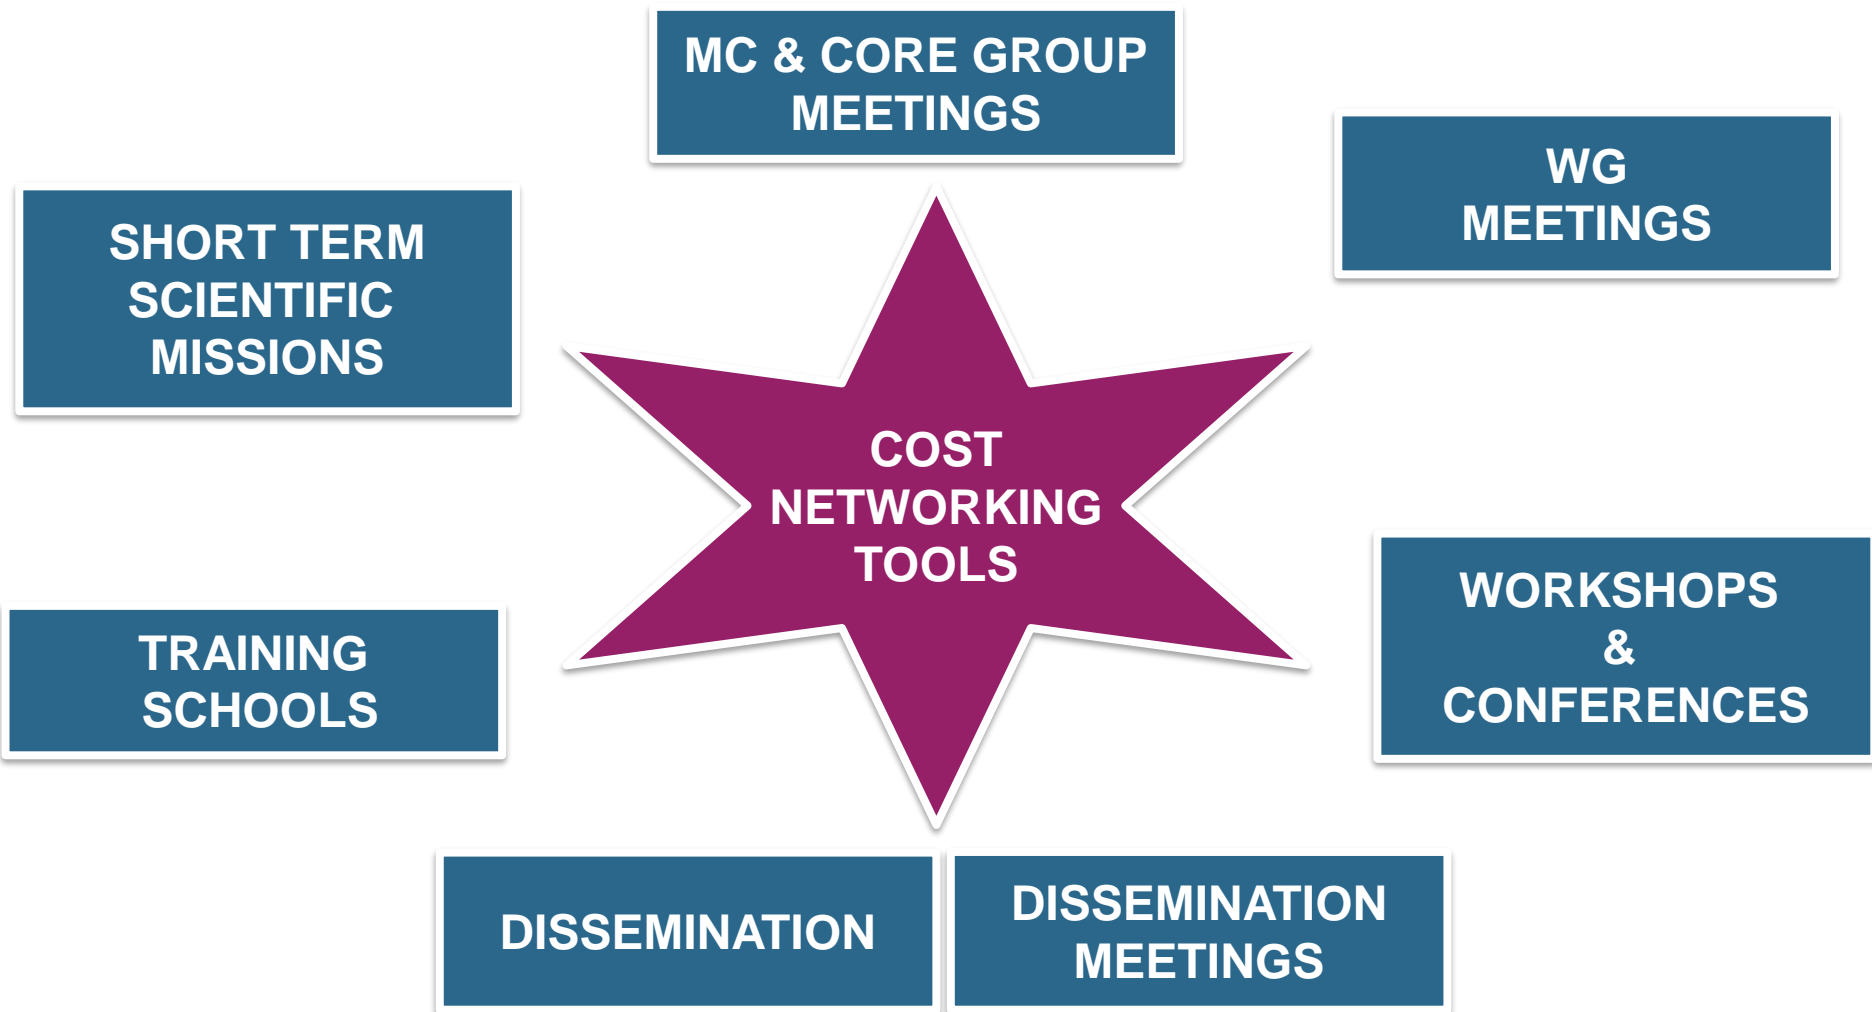 MC & CORE GROUP
MEETINGS
WG
MEETINGS
SHORT TERM
SCIENTIFIC
MISSIONS
COST
NETWORKING
TOOLS
WORKSHOPS
&
CONFERENCES
TRAINING
SCHOOLS
DISSEMINATION
DISSEMINATION
MEETINGS